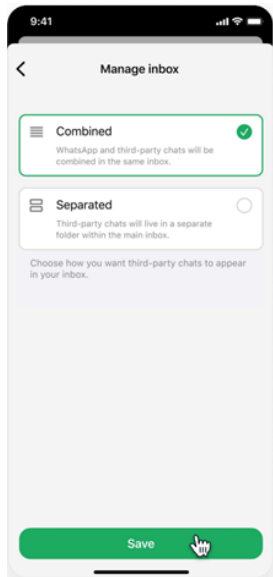 9:41
Manage inbox
Combined
WhatsApp and third-party chats will be
combined in the same inbox.
Separated
Third-party chats will live in a separate
folder within the main inbox.
Choose how you want third-party chats to appear
in your inbox.
Save